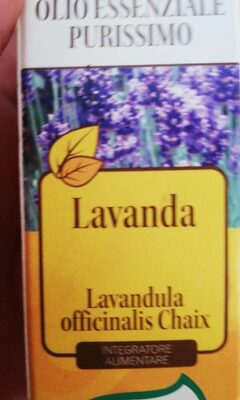 OLIO ESSENZIALE
PURISSIMO
Lavanda
Lavandula
officinalis Chaix
INTEGRATORE
ALIMENTARE